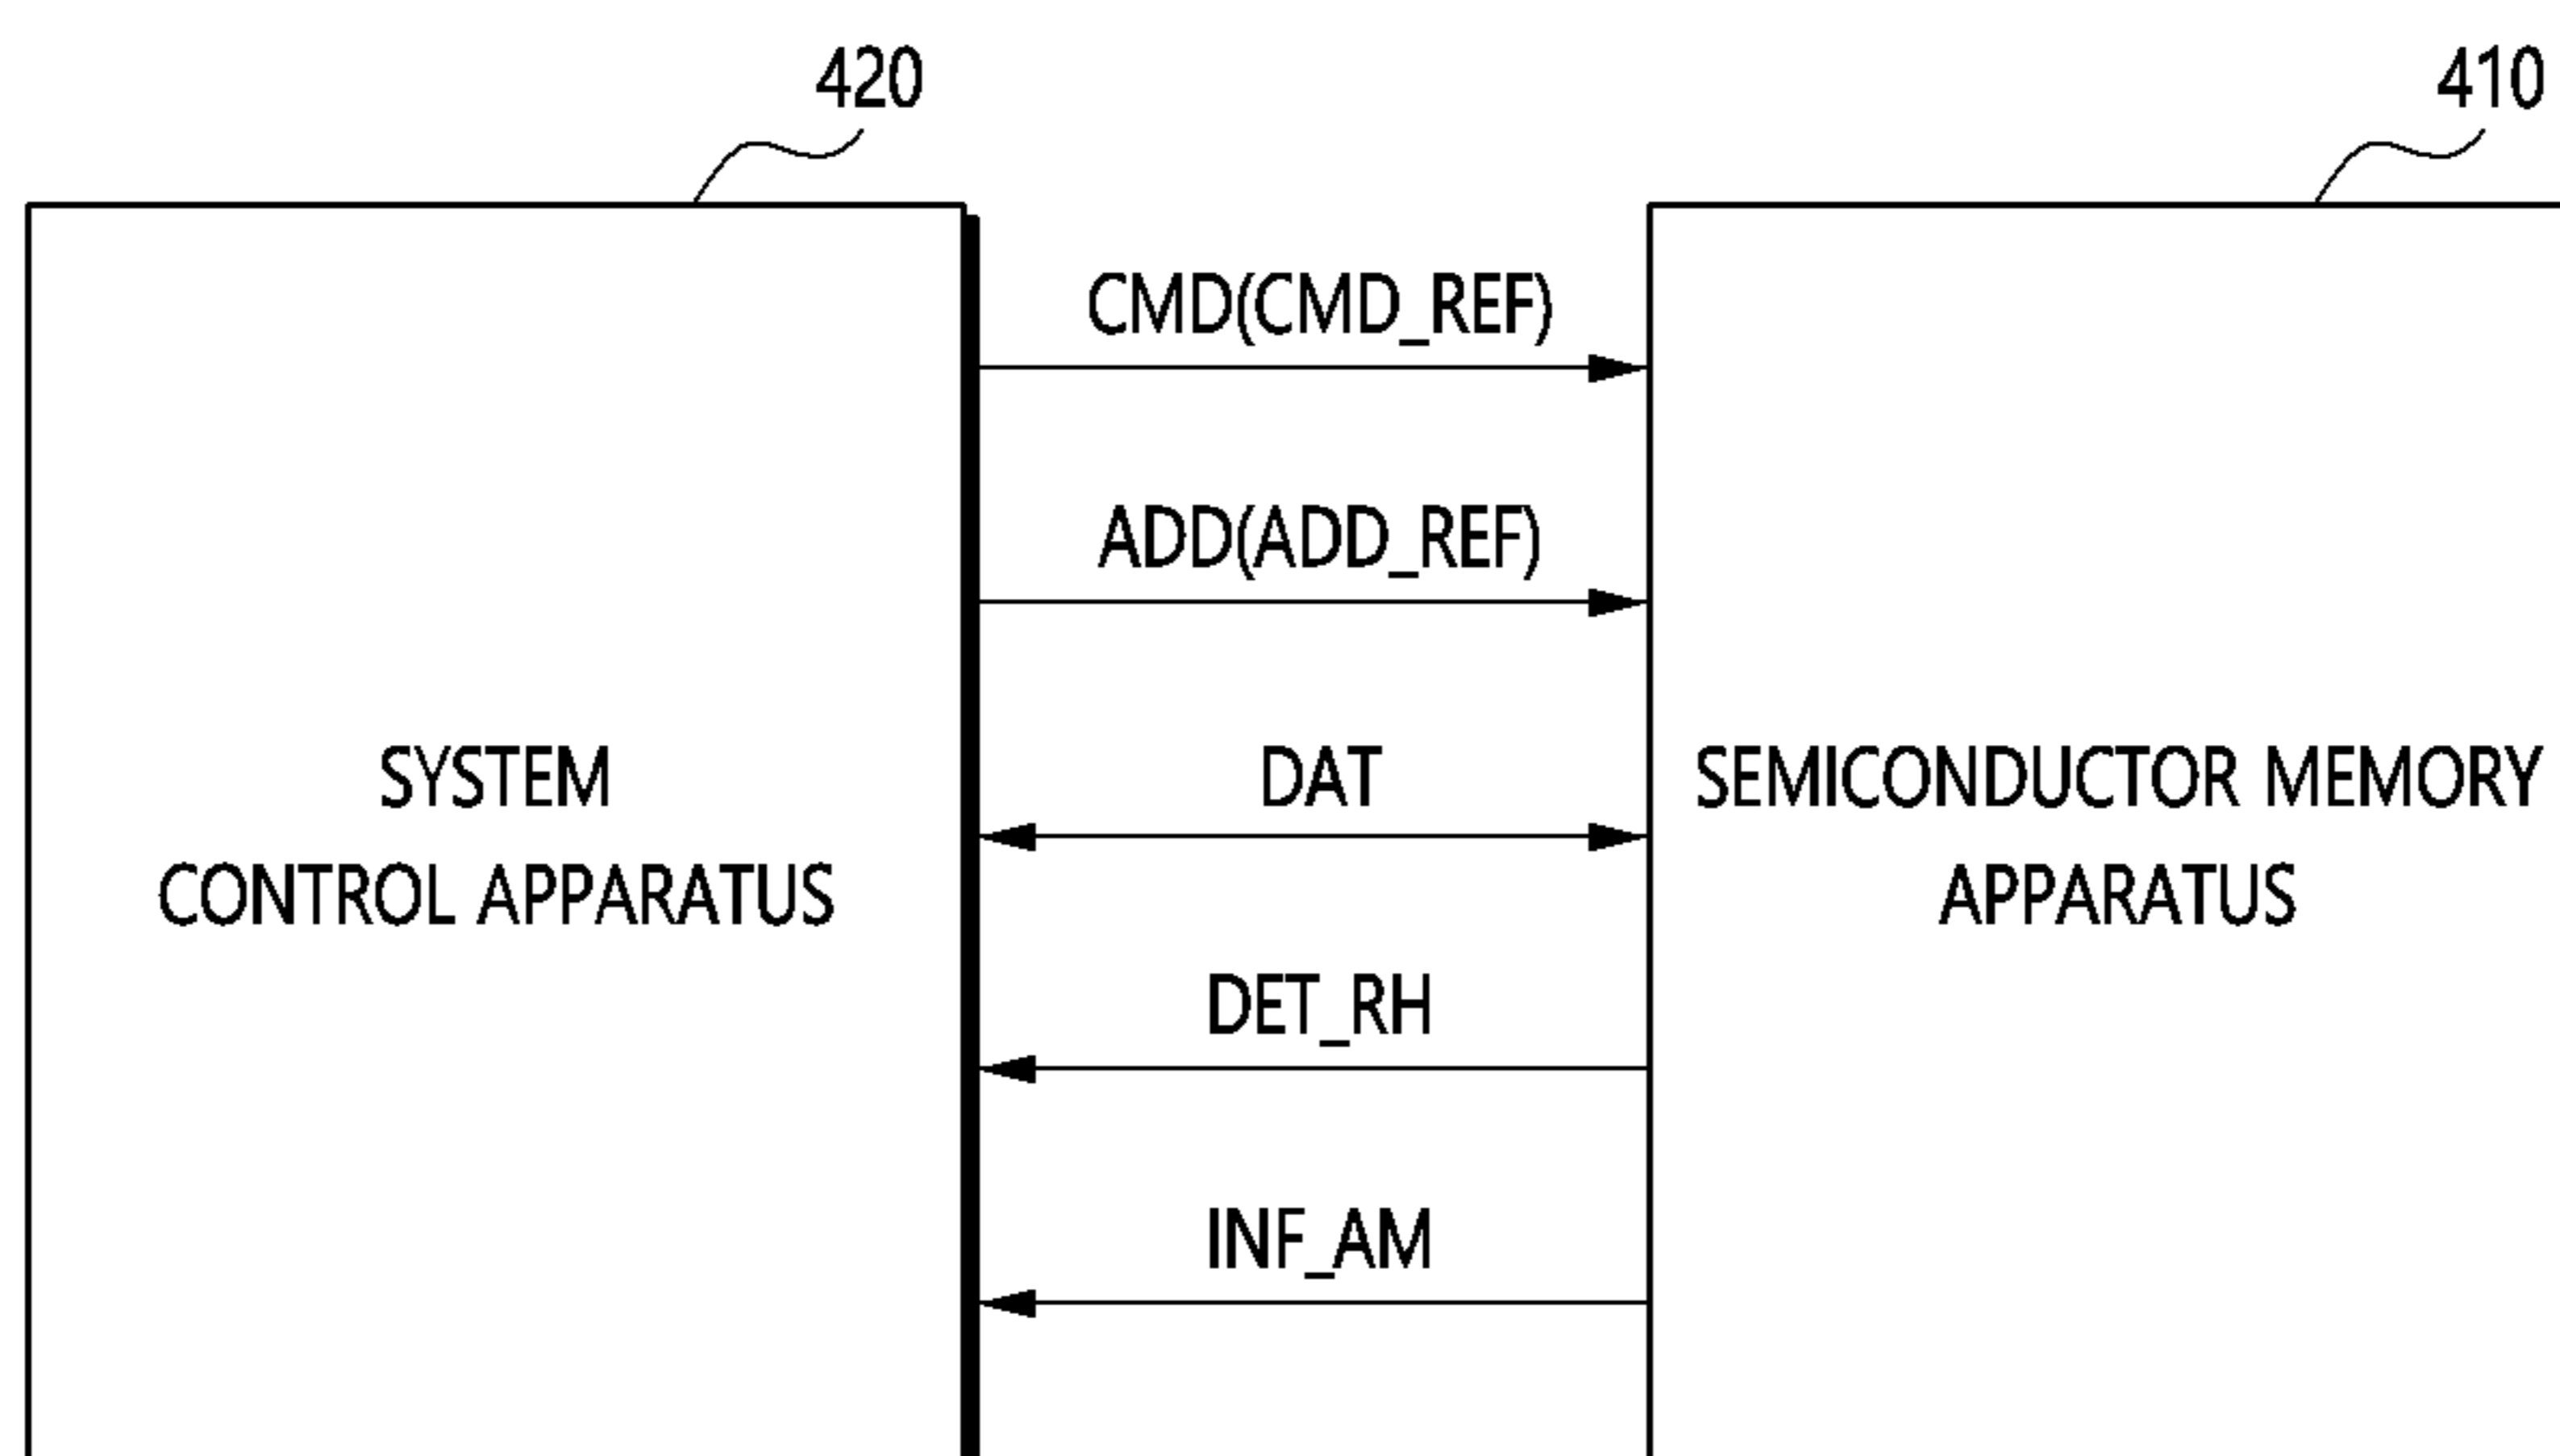 420
410
CMD(CMD_REF)
ADD(ADD_REF)
SYSTEM
CONTROL APPARATUS
DAT
SEMICONDUCTOR MEMORY
APPARATUS
DET_RH
INF_AM